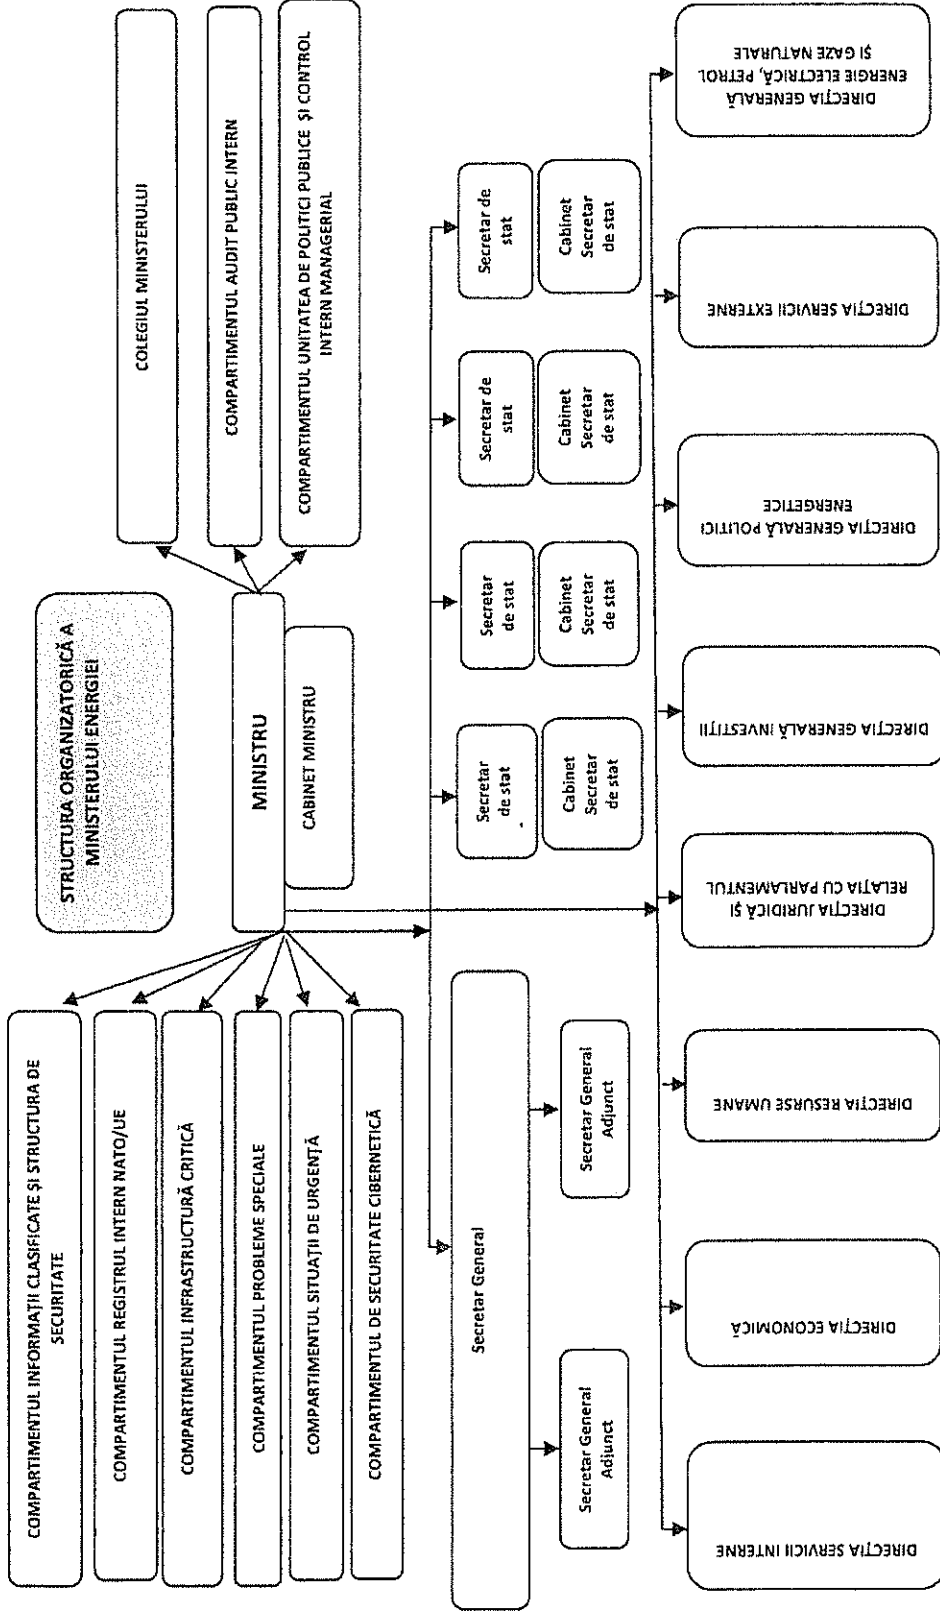 STRUCTURA ORGANIZATORICĂ A
MINISTERULUI ENERGIEI
COMPARTIMENTUL INFORMAȚII CLASIFICATE ȘI STRUCTURA DE
SECURITATE
COMPARTIMENTUL REGISTRUL INTERN NATO/UE
COMPARTIMENTUL INFRASTRUCTURĂ CRITICĂ
COMPARTIMENTUL PROBLEME SPECIALE
COMPARTIMENTUL SITUAȚII DE URGENȚĂ
COMPARTIMENTUL DE SECURITATE CIBERNETICĂ
MINISTRU
CABINET MINISTRU
COLEGIUL MINISTERULUI
COMPARTIMENTUL AUDIT PUBLIC INTERN
COMPARTIMENTUL UNITATEA DE POLITICI PUBLICE ȘI CONTROL
INTERN MANAGERIAL
Secretar General
Secretar General
Adjunct
Secretar General
Adjunct
Secretar
de stat
Cabinet
Secretar
de stat
Secretar
de stat
Cabinet
Secretar
de stat
Secretar de
stat
Cabinet
Secretar
de stat
Secretar de
stat
Cabinet
Secretar
de stat
DIRECȚIA SERVICII INTERNE
DIRECȚIA ECONOMICĂ
DIRECȚIA RESURSE UMANE
DIRECȚIA JURIDICĂ ȘI
RELAȚIA CU PARLAMENTUL
DIRECȚIA GENERALĂ INVESTIȚII
DIRECȚIA GENERALĂ POLITICI
ENERGETICE
DIRECȚIA SERVICII EXTERNE
DIRECȚIA GENERALĂ
ENERGIE ELECTRICĂ, PETROL
ȘI GAZE NATURALE